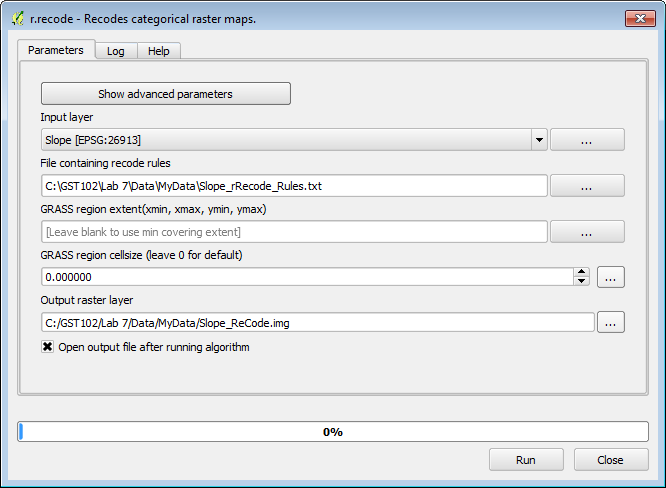 r.recode - Recodes categorical raster maps.
Parameters
Log
Help
Show advanced parameters
Input layer
Slope [EPSG:26913]
...
File containing recode rules
C:\GST102\Lab 7\Data\MyData\Slope_rRecode_Rules.txt
...
GRASS region extent(xmin, xmax, ymin, ymax)
[Leave blank to use min covering extent]
...
GRASS region cellsize (leave 0 for default)
0.000000
...
Output raster layer
C:/GST102/Lab 7/Data/MyData/Slope_ReCode.img
...
Open output file after running algorithm
0%
Run
Close